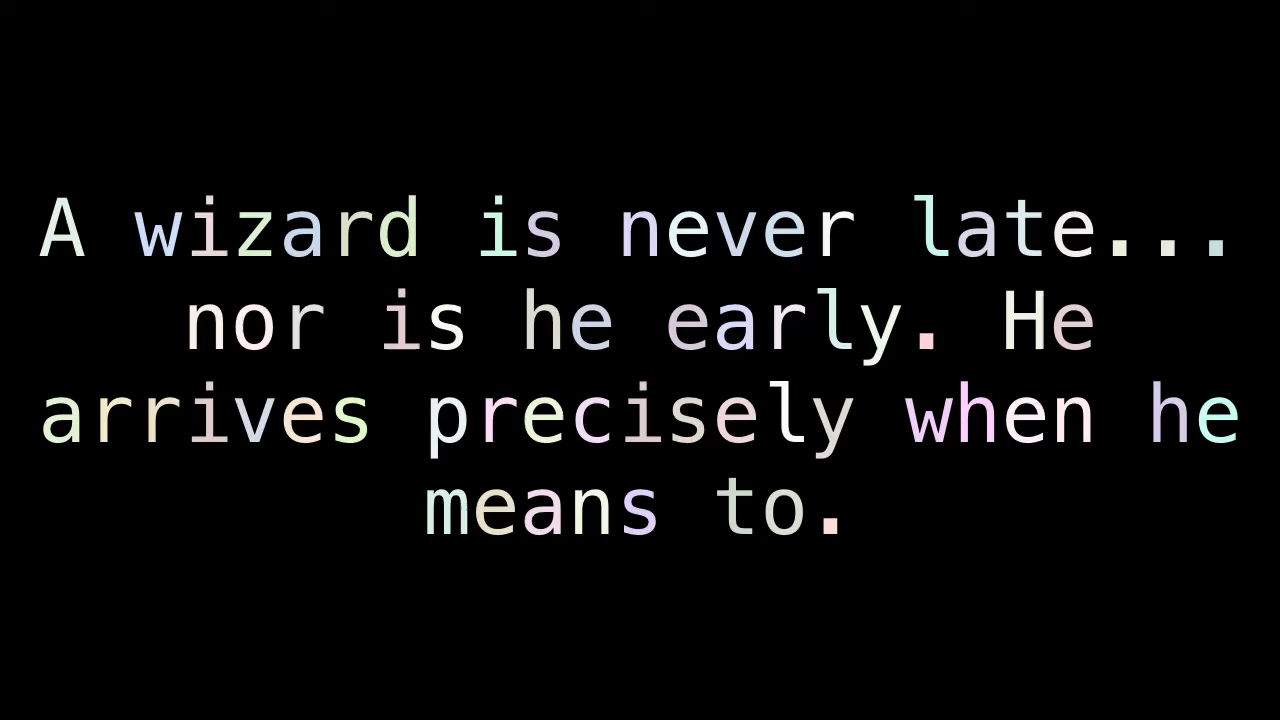 A wizard is never late...
nor is he early. He
arrives precisely when he
means to.